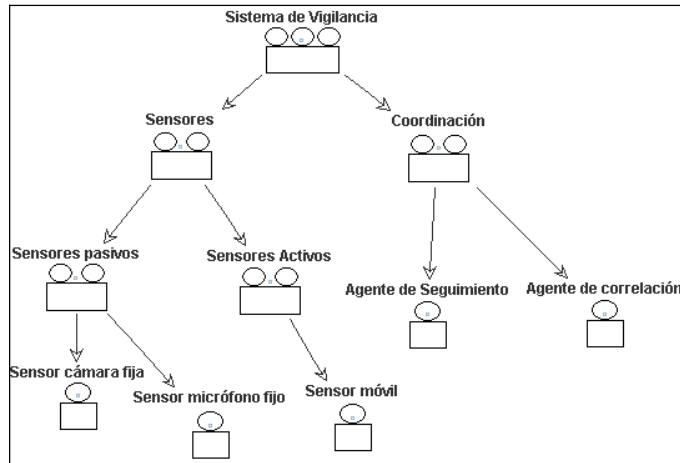 Sistema de Vigilancia
Sensores
Coordinación
Sensores pasivos
Sensores Activos
Agente de Seguimiento
Agente de correlación
Sensor cámara fija
Sensor micrófono fijo
Sensor móvil